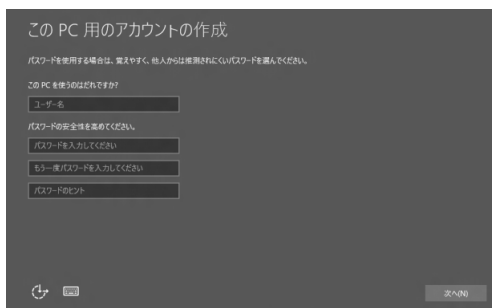 この PC 用のアカウントの作成
パスワードを使用する場合は、覚えやすく、他人からは推測されにくいパスワードを選んでください。
この PC を使うのはだれですか?
ユーザー名
パスワードの安全性を高めてください。
パスワードを入力してください
もう一度パスワードを入力してください
パスワードのヒント
次へ(N)